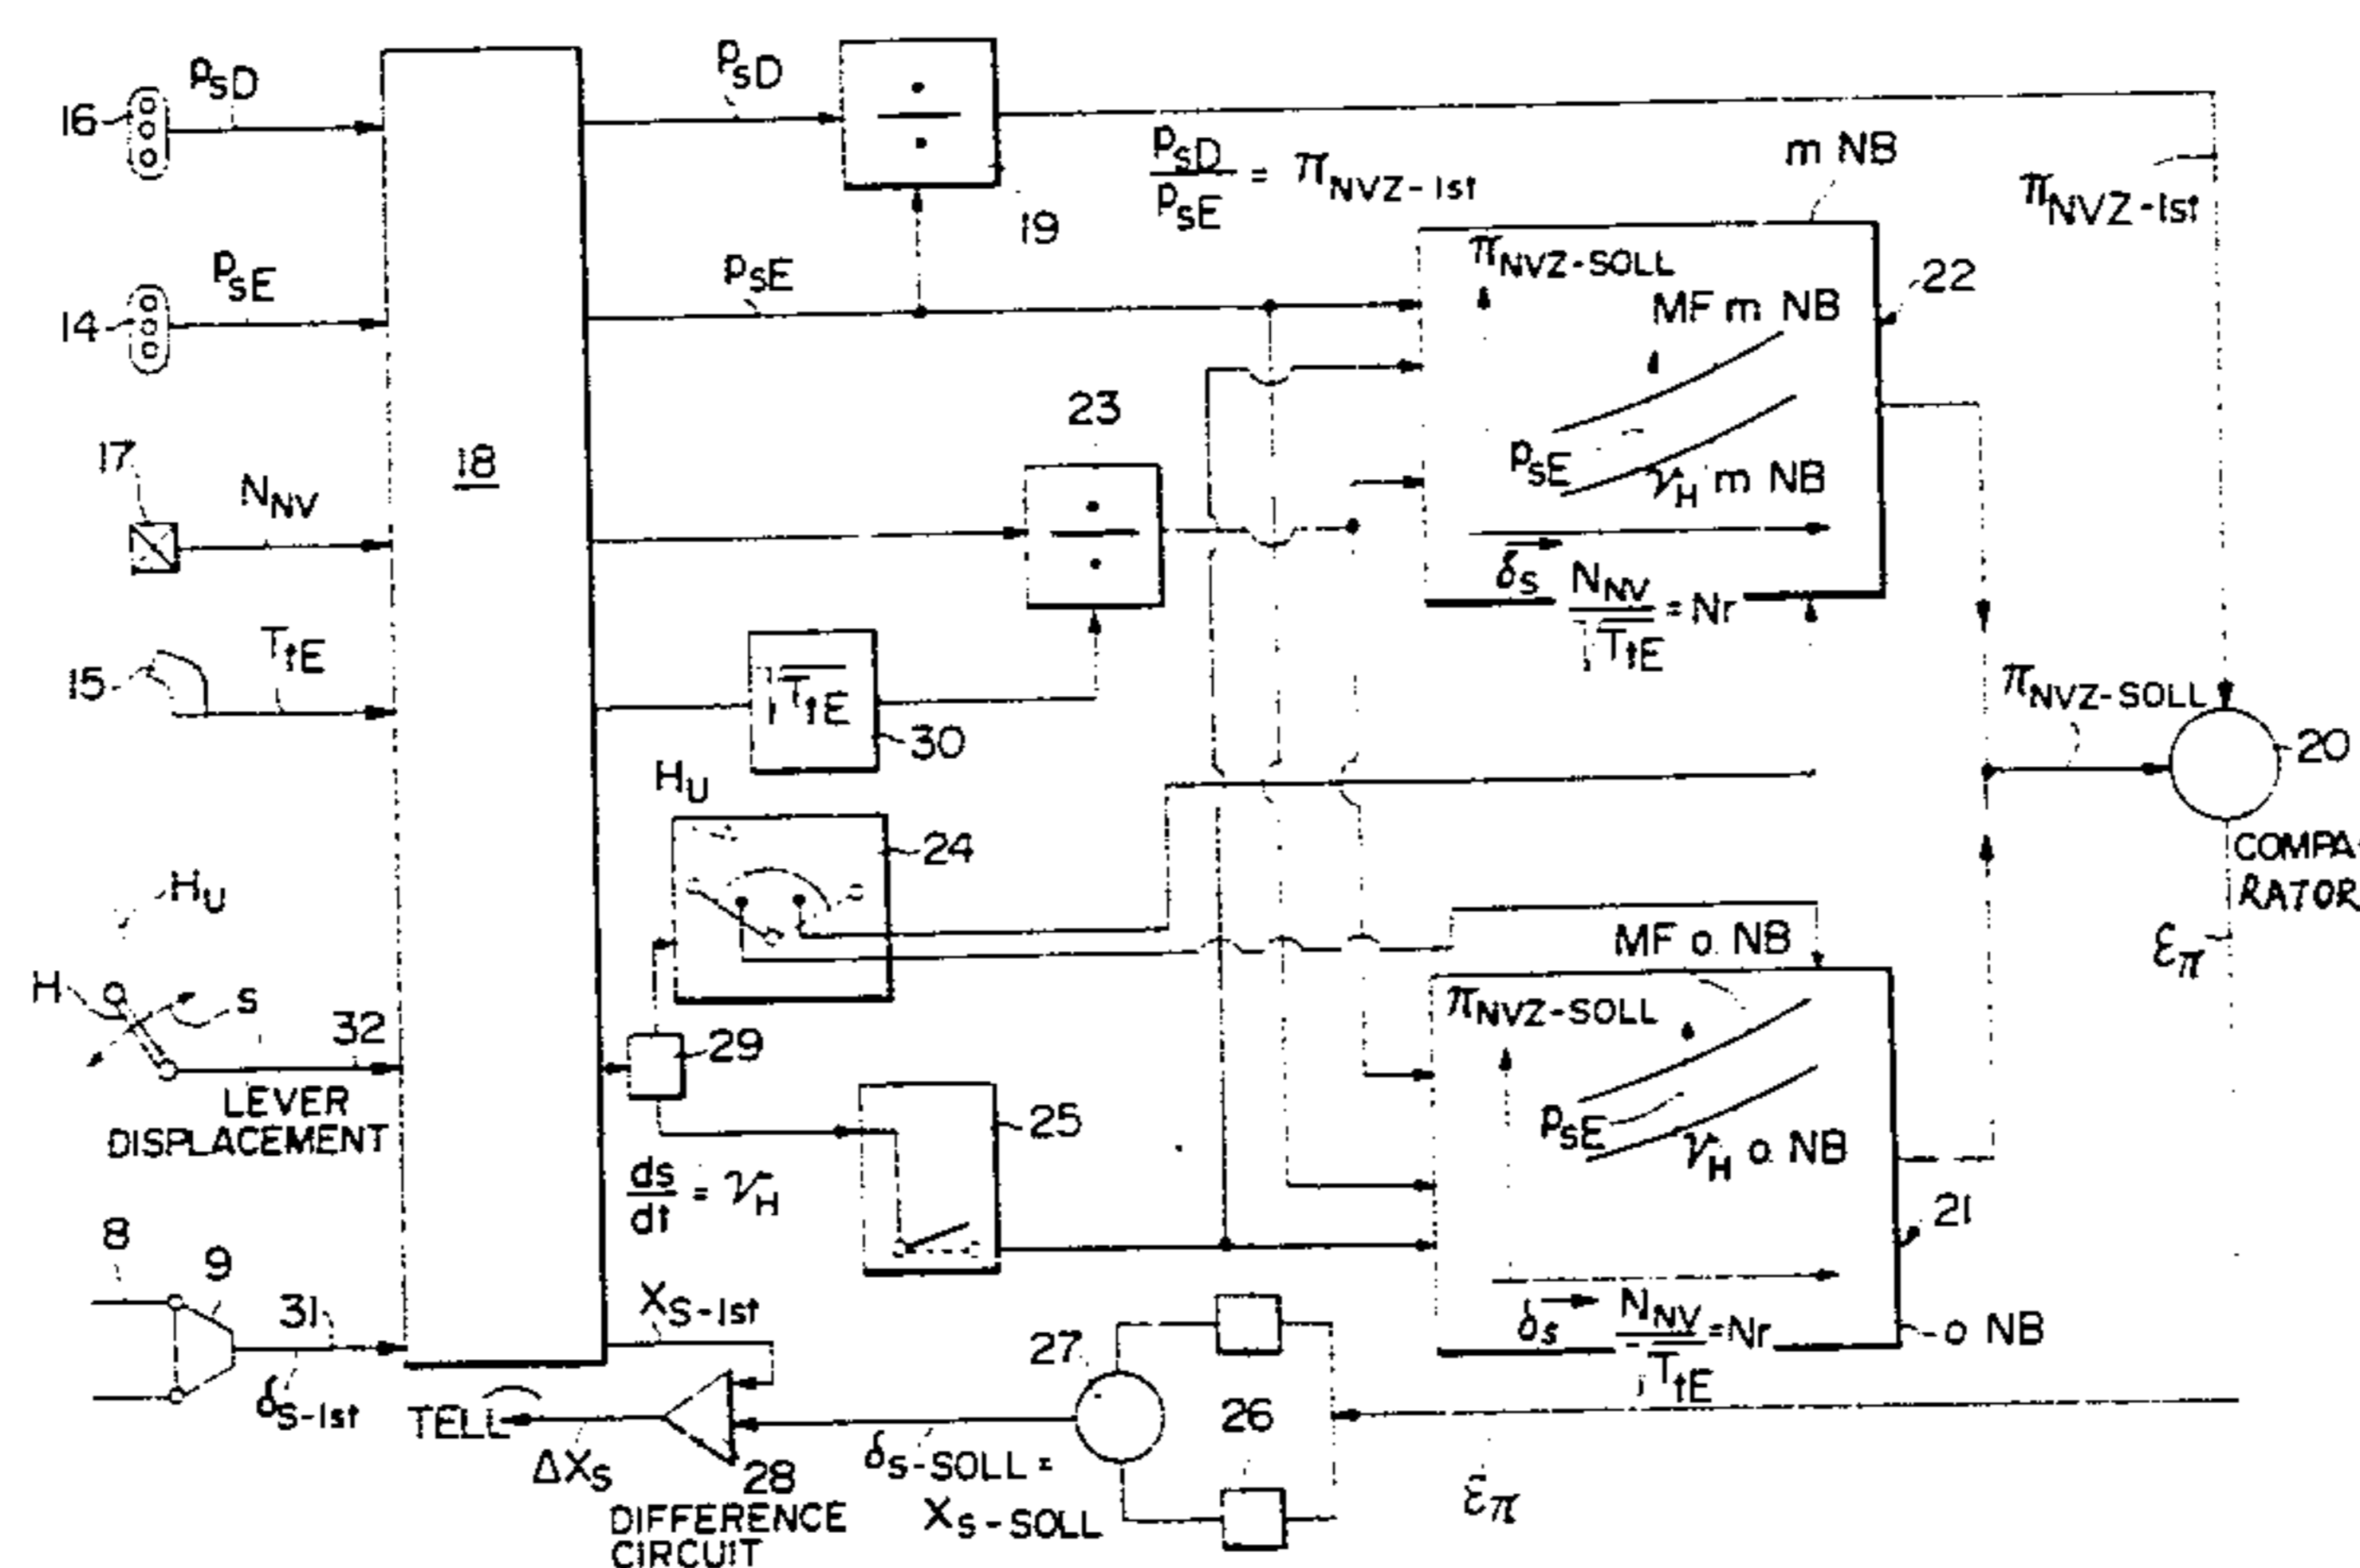 16
PsD
PsD
19
PsD
PsE = πNVZ-Ist
m NB
πNVZ-Ist
14
PsE
PsE
πNVZ-SOLL
MF m NB
22
PsE
νH m NB
δS NNV
√TtE = Nr
17
NNV
18
23
15
TtE
√TtE
30
πNVZ-SOLL
20
COMPA-
RATOR
επ
HU
24
HU
H
S
32
LEVER
DISPLACEMENT
29
ds
dt = νH
25
MF o NB
πNVZ-SOLL
PsE
νH o NB
21
δS NNV
√TtE = Nr
o NB
8
9
31
δS-Ist
XS-Ist
TELL
ΔXS
28
DIFFERENCE
CIRCUIT
27
26
δS-SOLL =
XS-SOLL
επ